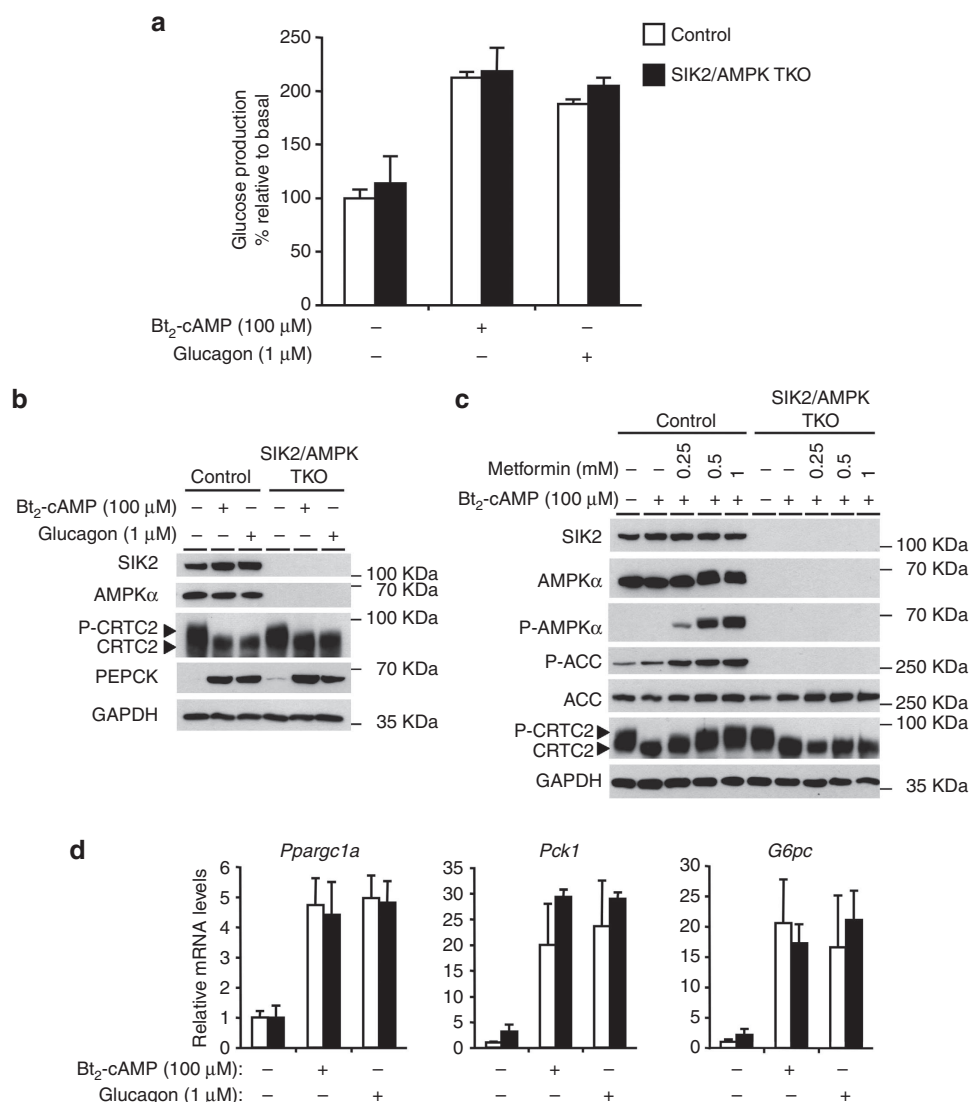 a
250
200
150
100
50
0
Glucose production
% relative to basal
Control
SIK2/AMPK TKO
Bt2-cAMP (100 μM) – + –
Glucagon (1 μM) – – +
b
Control
SIK2/AMPK
TKO
Bt2-cAMP (100 μM) – + – – + –
Glucagon (1 μM) – – + – – +
SIK2
100 KDa
AMPKα
70 KDa
P-CRTC2
100 KDa
CRTC2
PEPCK
70 KDa
GAPDH
35 KDa
c
Control
SIK2/AMPK
TKO
Metformin (mM) – – 0.25 0.5 1 – – 0.25 0.5 1
Bt2-cAMP (100 μM) – + + + + – + + + +
SIK2
100 KDa
AMPKα
70 KDa
P-AMPKα
70 KDa
P-ACC
250 KDa
ACC
250 KDa
P-CRTC2
100 KDa
CRTC2
GAPDH
35 KDa
d
Ppargc1a
Relative mRNA levels
6
5
4
3
2
1
0
Pck1
35
30
25
20
15
10
5
0
G6pc
30
25
20
15
10
5
0
Bt2-cAMP (100 μM): – + – – + – – + –
Glucagon (1 μM): – – + – – + – – +